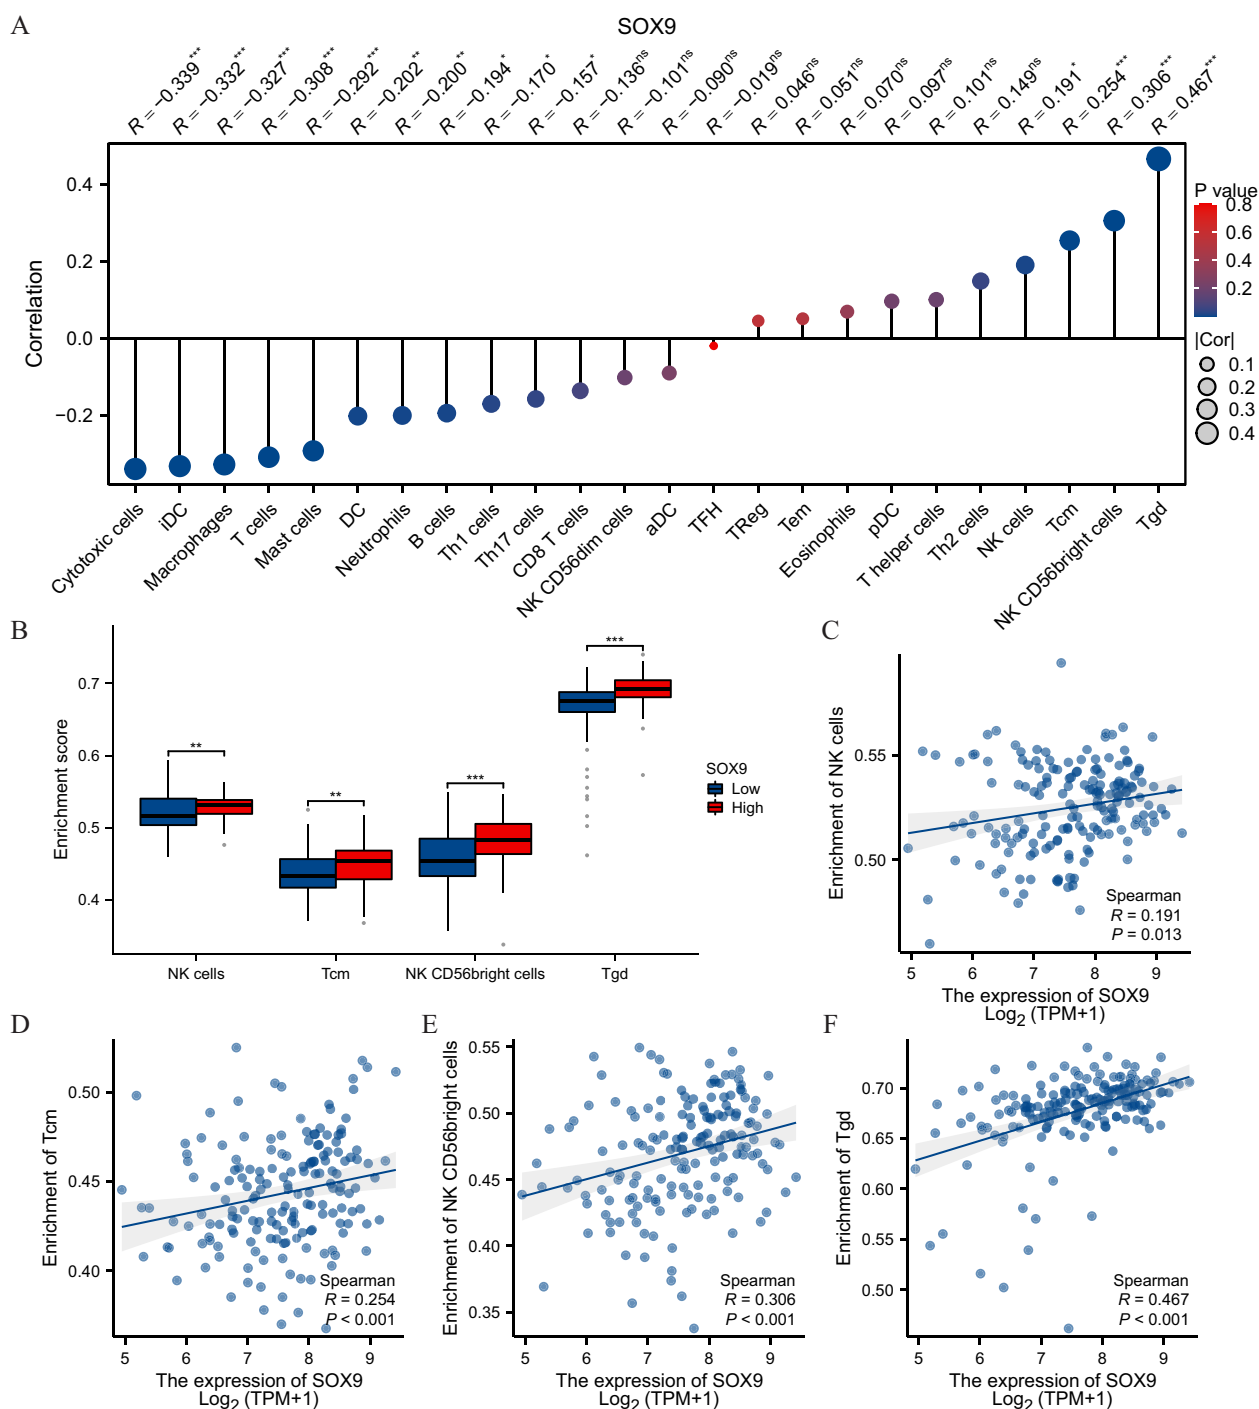 A
SOX9
R = −0.339***
R = −0.332***
R = −0.327***
R = −0.308***
R = −0.292***
R = −0.202**
R = −0.200**
R = −0.194*
R = −0.170*
R = −0.157*
R = −0.136ns
R = −0.101ns
R = −0.090ns
R = −0.019ns
R = 0.046ns
R = 0.051ns
R = 0.070ns
R = 0.097ns
R = 0.101ns
R = 0.149ns
R = 0.191*
R = 0.254***
R = 0.306***
R = 0.467***
Correlation
0.4
0.2
0.0
−0.2
P value
0.8
0.6
0.4
0.2
|Cor|
0.1
0.2
0.3
0.4
Cytotoxic cells
iDC
Macrophages
T cells
Mast cells
DC
Neutrophils
B cells
Th1 cells
Th17 cells
CD8 T cells
NK CD56dim cells
aDC
TFH
TReg
Tem
Eosinophils
pDC
T helper cells
Th2 cells
NK cells
Tcm
NK CD56bright cells
Tgd
B
Enrichment score
0.7
0.6
0.5
0.4
**
**
***
***
NK cells
Tcm
NK CD56bright cells
Tgd
SOX9
Low
High
C
Enrichment of NK cells
0.55
0.50
Spearman
R = 0.191
P = 0.013
5 6 7 8 9
The expression of SOX9
Log2 (TPM+1)
D
Enrichment of Tcm
0.50
0.45
0.40
Spearman
R = 0.254
P < 0.001
5 6 7 8 9
The expression of SOX9
Log2 (TPM+1)
E
Enrichment of NK CD56bright cells
0.55
0.50
0.45
0.40
0.35
Spearman
R = 0.306
P < 0.001
5 6 7 8 9
The expression of SOX9
Log2 (TPM+1)
F
Enrichment of Tgd
0.70
0.65
0.60
0.55
0.50
Spearman
R = 0.467
P < 0.001
5 6 7 8 9
The expression of SOX9
Log2 (TPM+1)